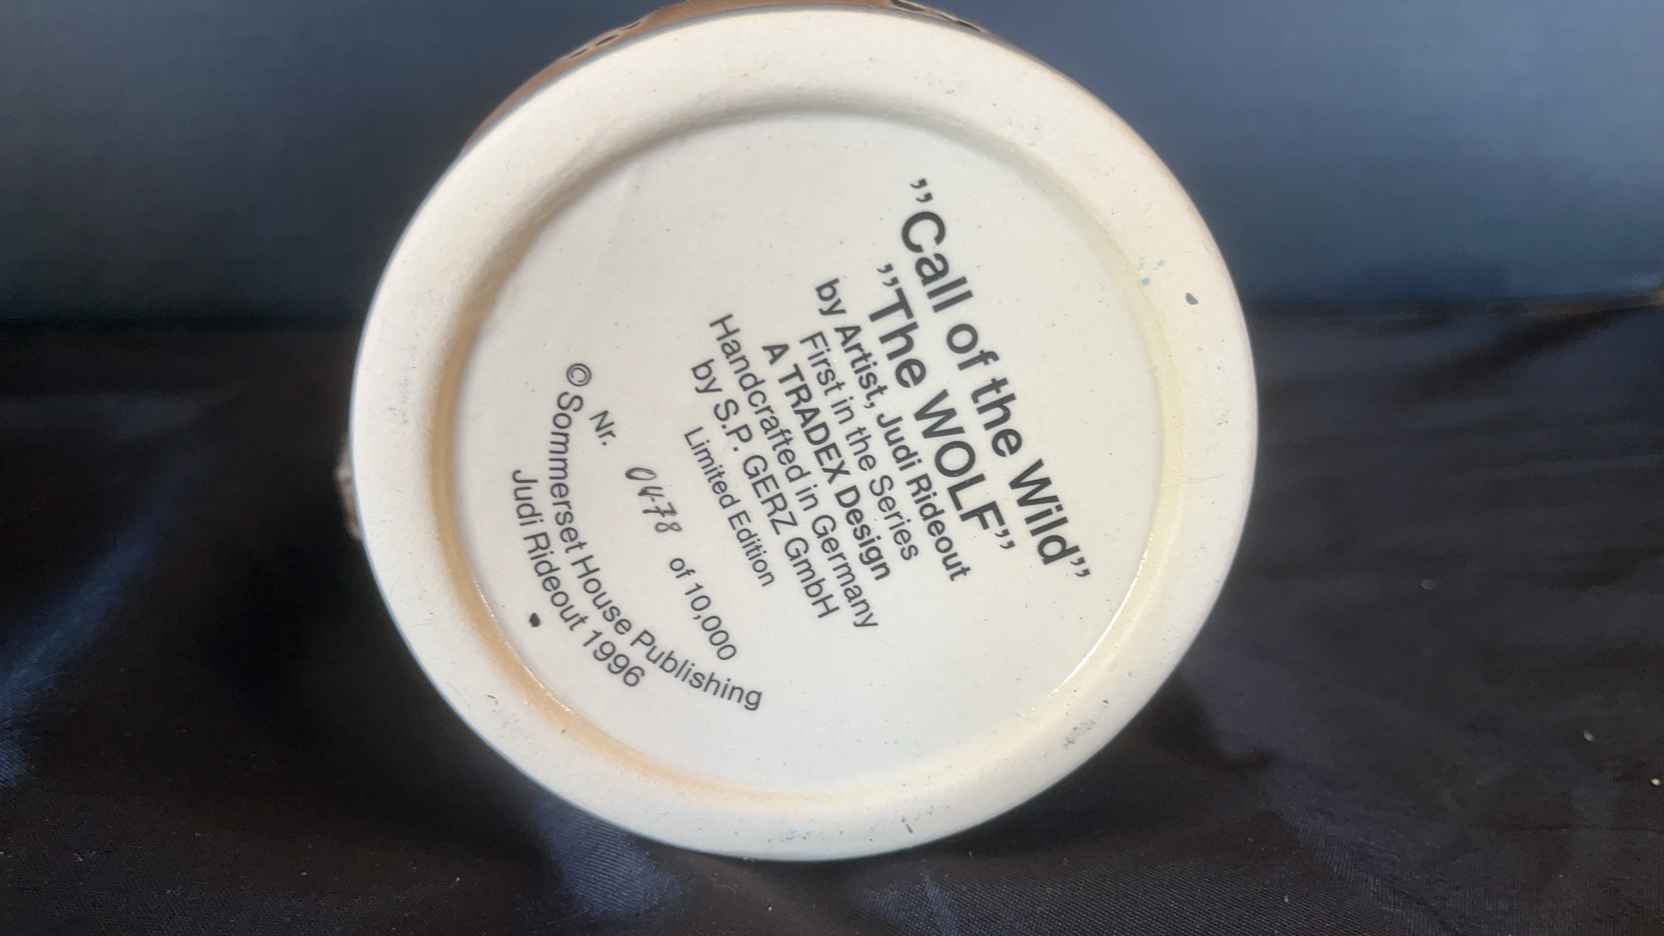 ”Call of the Wild”
”The WOLF”
by Artist, Judi Rideout
First in the Series
A TRADEX Design
Handcrafted in Germany
by S.P. GERZ GmbH
Limited Edition
Nr. 0478 of 10,000
© Sommerset House Publishing
Judi Rideout 1996